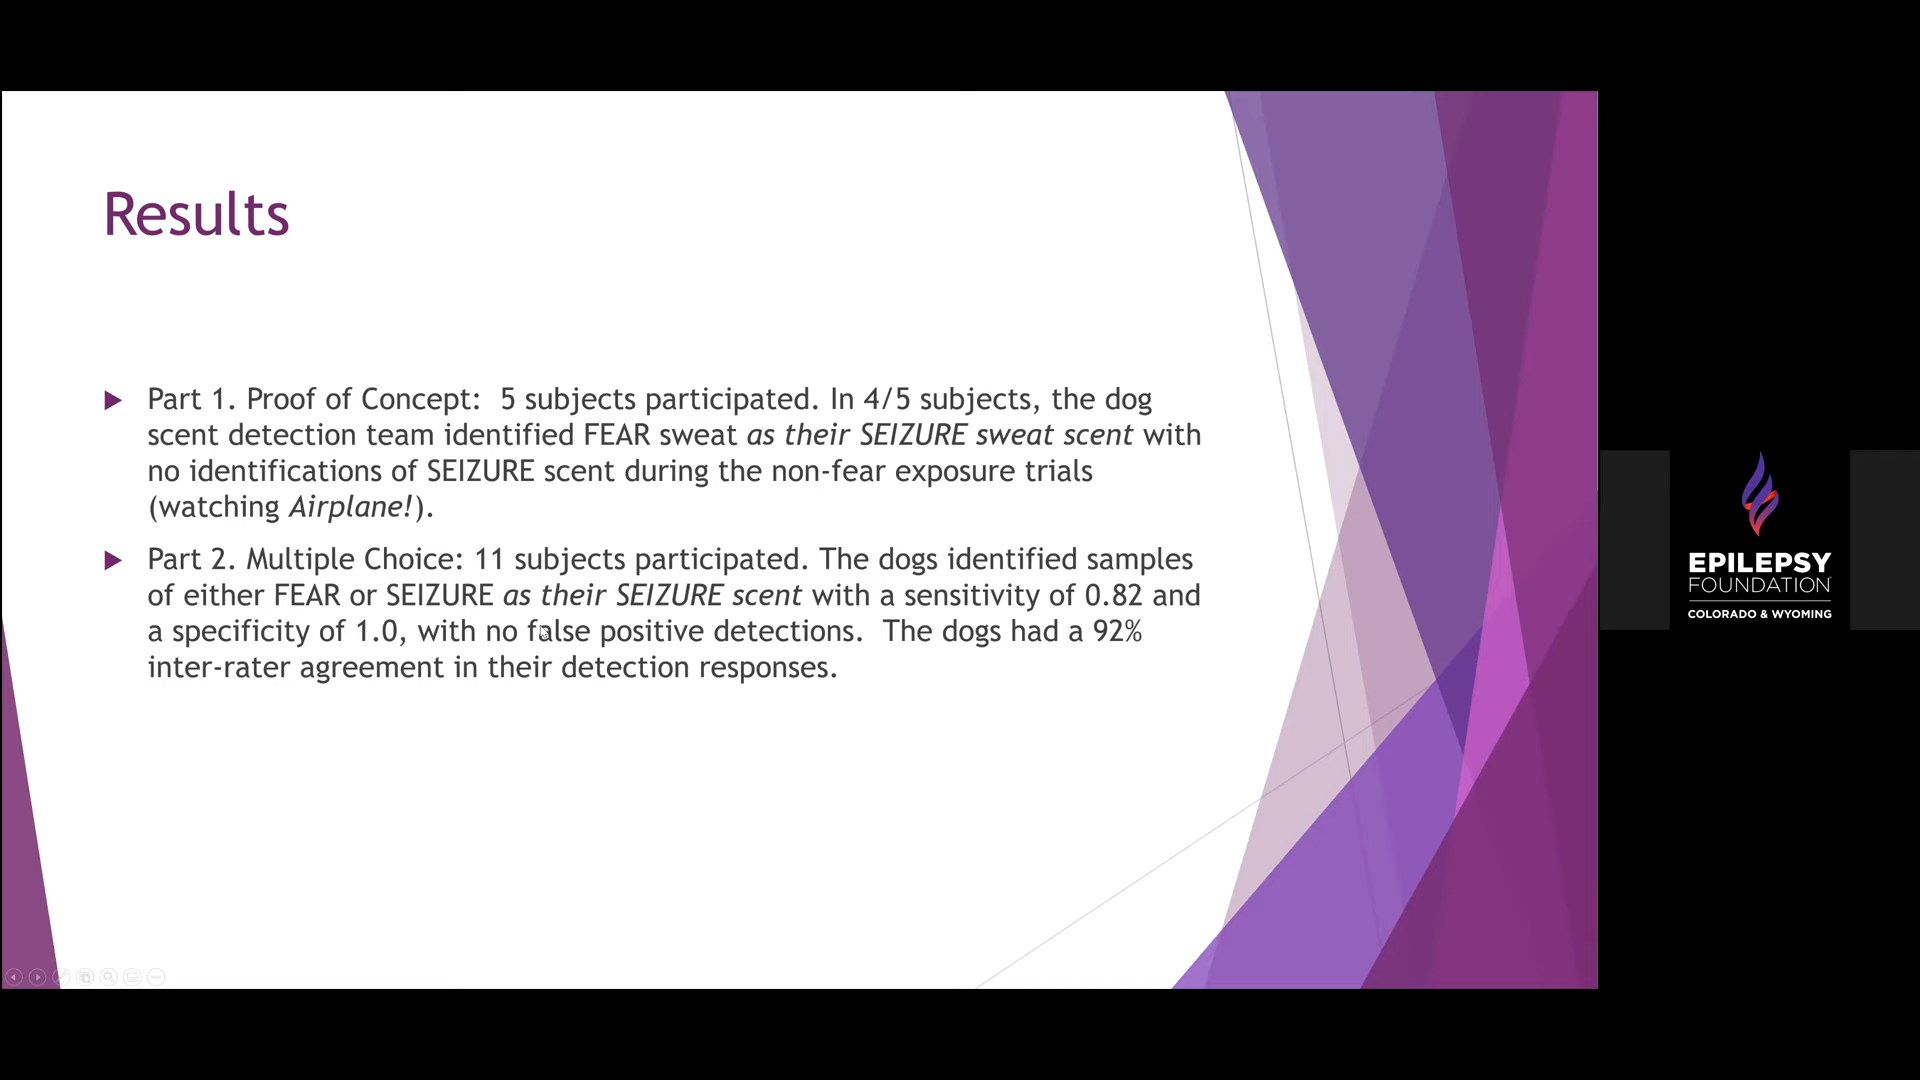 Results
Part 1. Proof of Concept:  5 subjects participated. In 4/5 subjects, the dog
scent detection team identified FEAR sweat as their SEIZURE sweat scent with
no identifications of SEIZURE scent during the non-fear exposure trials
(watching Airplane!).
Part 2. Multiple Choice: 11 subjects participated. The dogs identified samples
of either FEAR or SEIZURE as their SEIZURE scent with a sensitivity of 0.82 and
a specificity of 1.0, with no false positive detections.  The dogs had a 92%
inter-rater agreement in their detection responses.
EPILEPSY
FOUNDATION
COLORADO & WYOMING